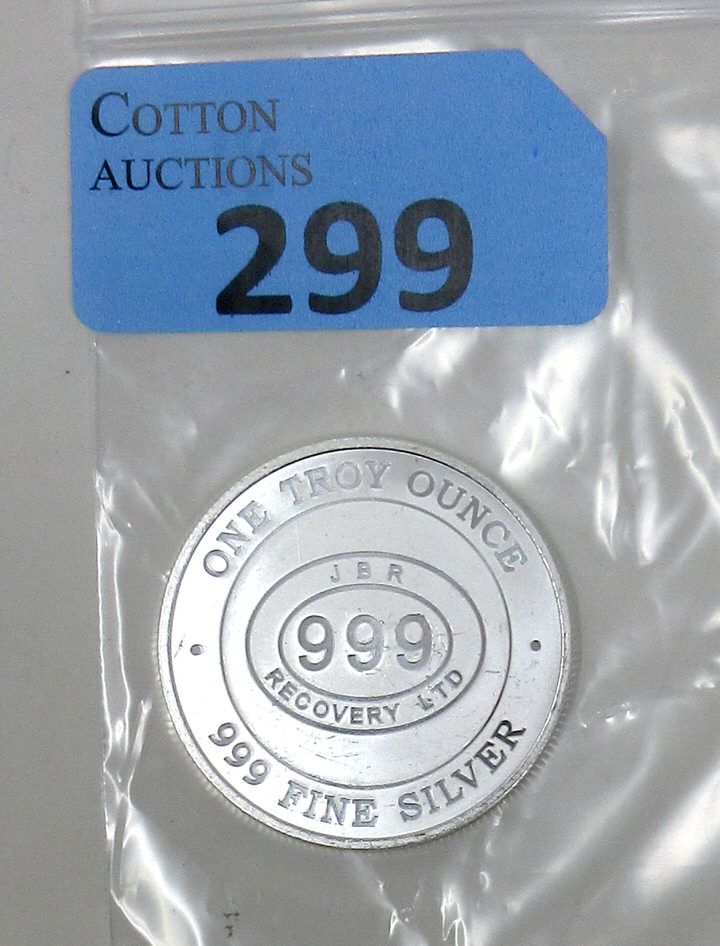 COTTON
AUCTIONS
299
ONE TROY OUNCE
JBR
999
RECOVERY LTD
999 FINE SILVER